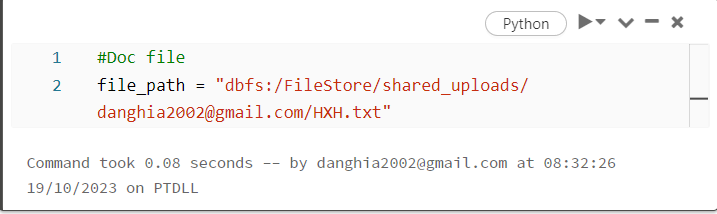 Python
1 #Doc file
2 file_path = "dbfs:/FileStore/shared_uploads/
danghia2002@gmail.com/HXH.txt"
Command took 0.08 seconds -- by danghia2002@gmail.com at 08:32:26
19/10/2023 on PTDLL